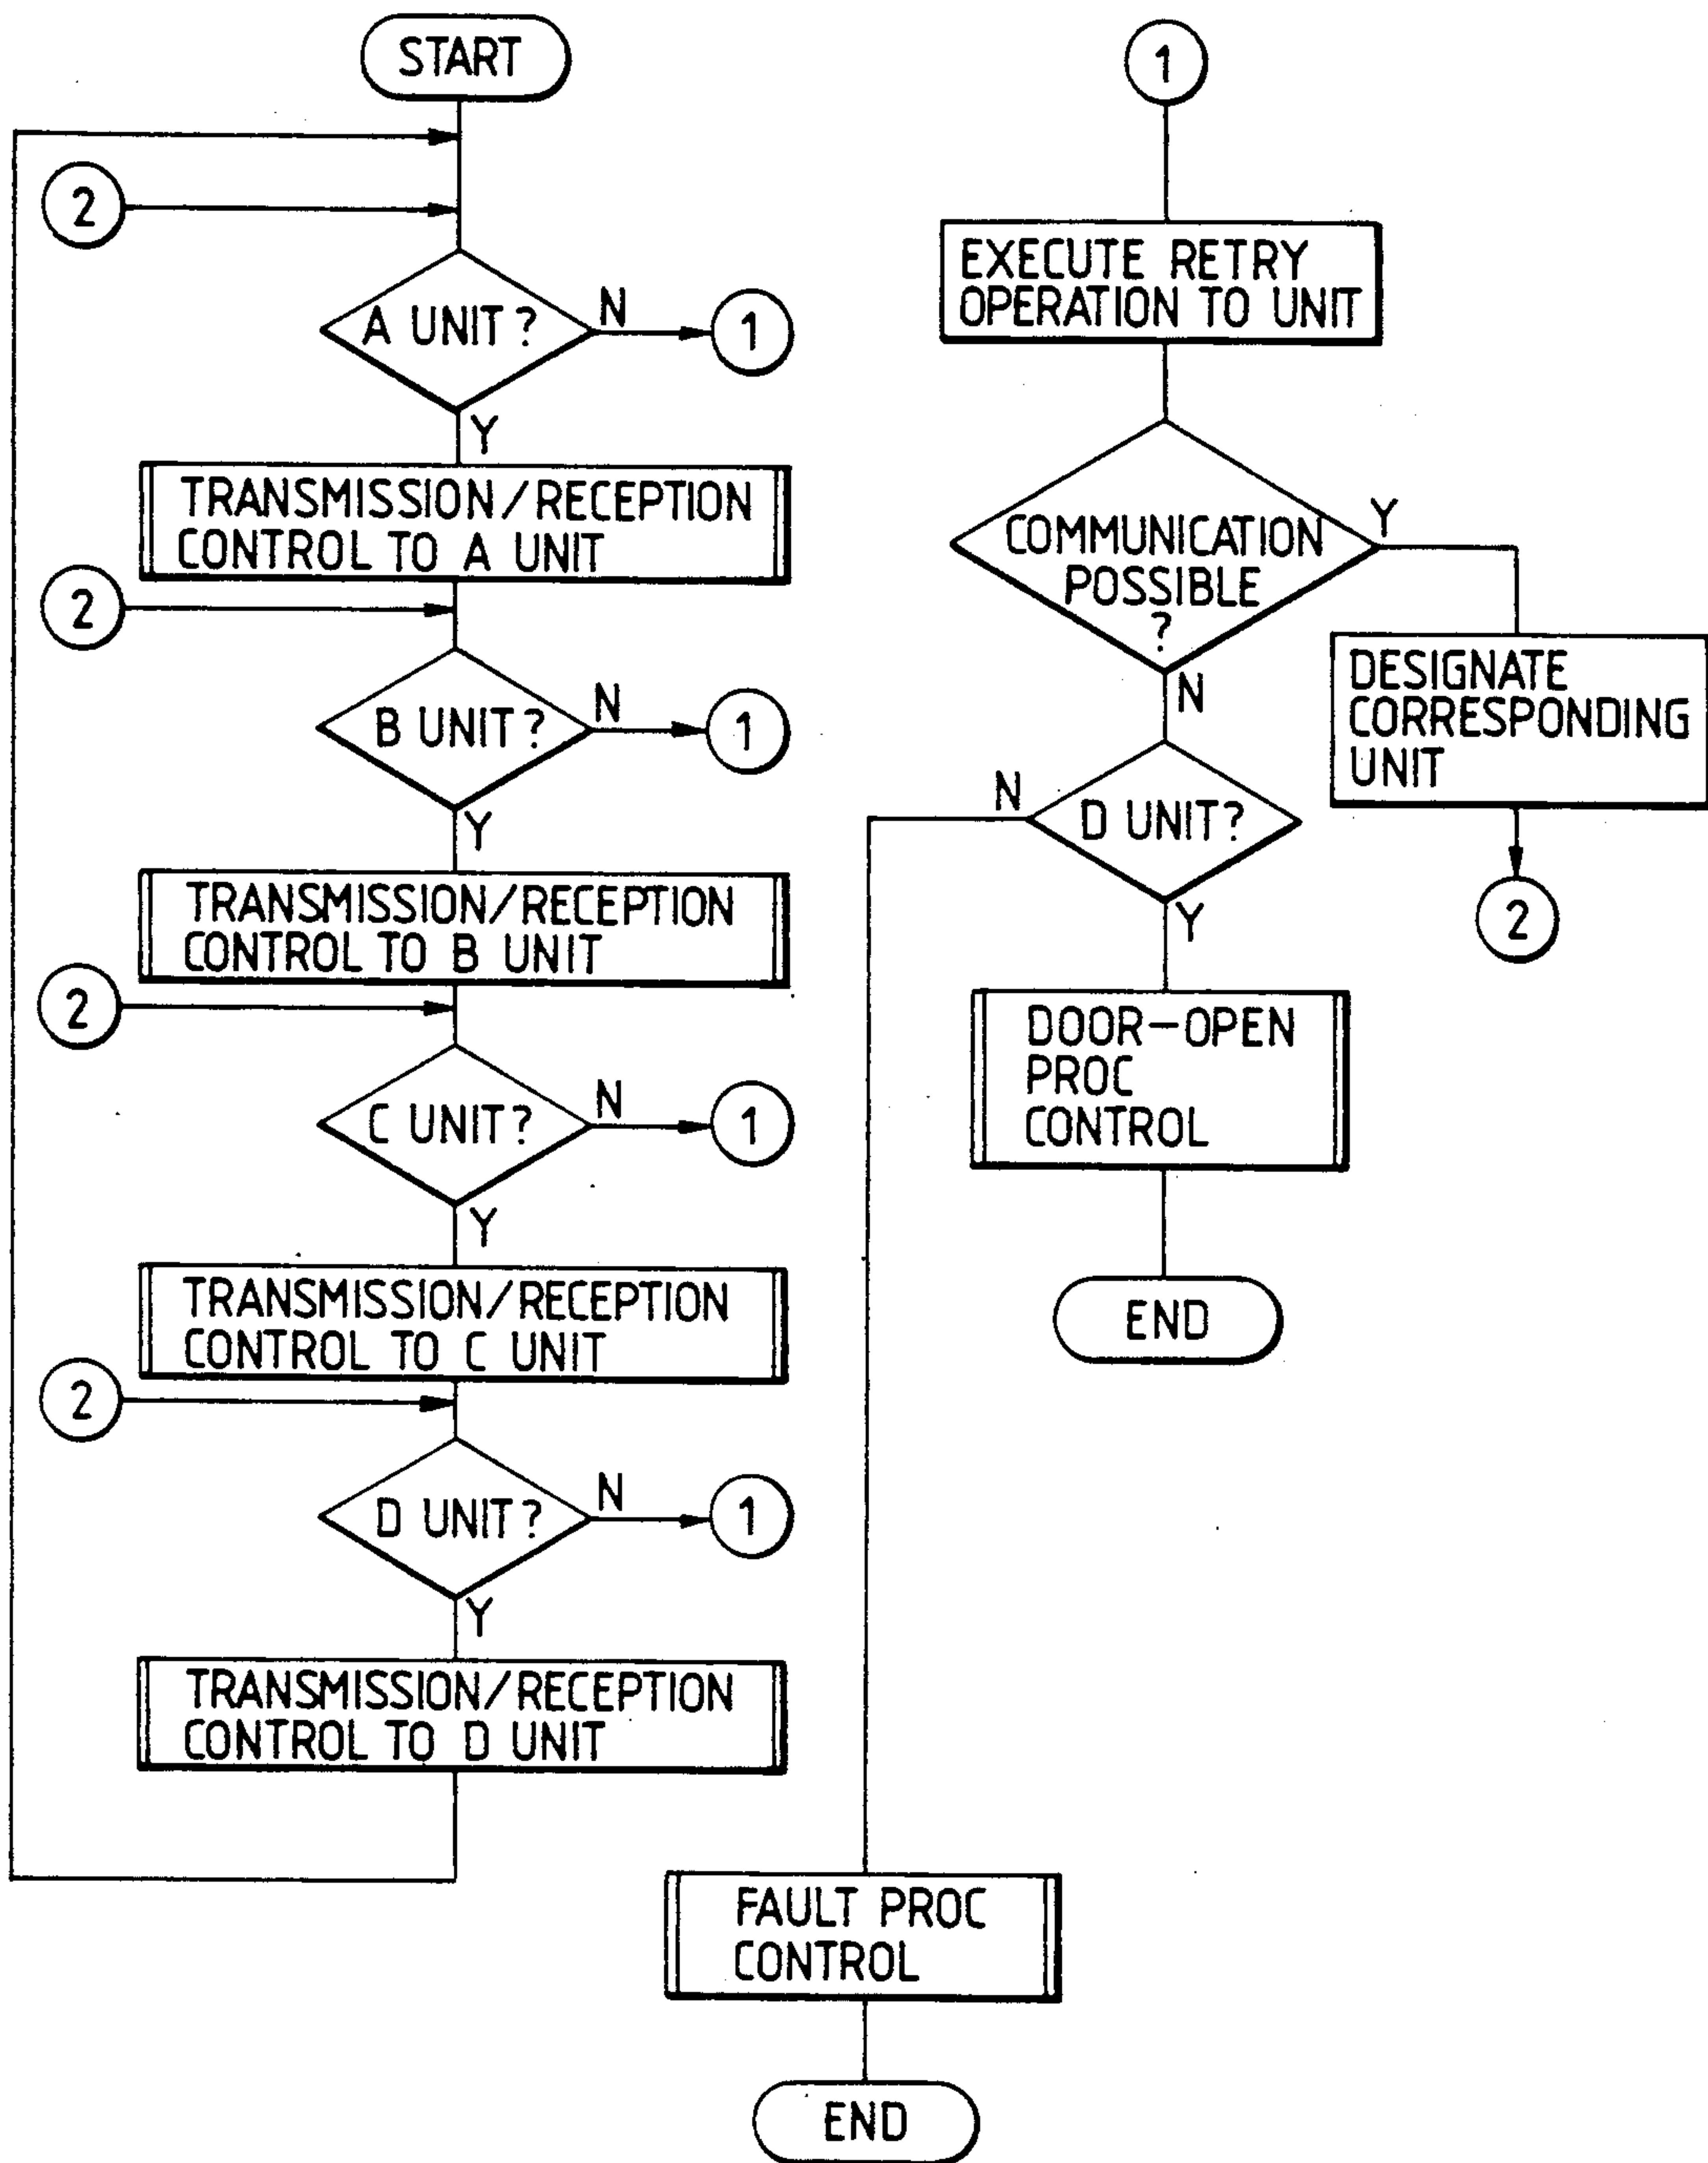 START
2
A UNIT?
N
1
Y
TRANSMISSION/RECEPTION
CONTROL TO A UNIT
2
B UNIT?
N
1
Y
TRANSMISSION/RECEPTION
CONTROL TO B UNIT
2
C UNIT?
N
1
Y
TRANSMISSION/RECEPTION
CONTROL TO C UNIT
2
D UNIT?
N
1
Y
TRANSMISSION/RECEPTION
CONTROL TO D UNIT
1
EXECUTE RETRY
OPERATION TO UNIT
COMMUNICATION
POSSIBLE
?
Y
DESIGNATE
CORRESPONDING
UNIT
2
N
D UNIT?
N
Y
DOOR-OPEN
PROC
CONTROL
END
FAULT PROC
CONTROL
END